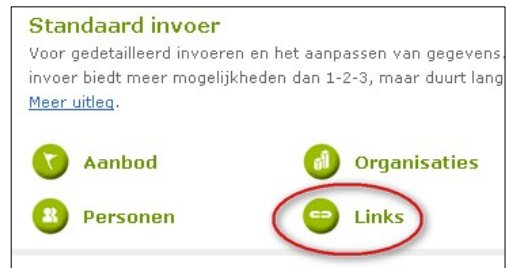 Standaard invoer
Voor gedetailleerd invoeren en het aanpassen van gegevens.
invoer biedt meer mogelijkheden dan 1-2-3, maar duurt lang
Meer uitleg.
Aanbod
Organisaties
Personen
Links